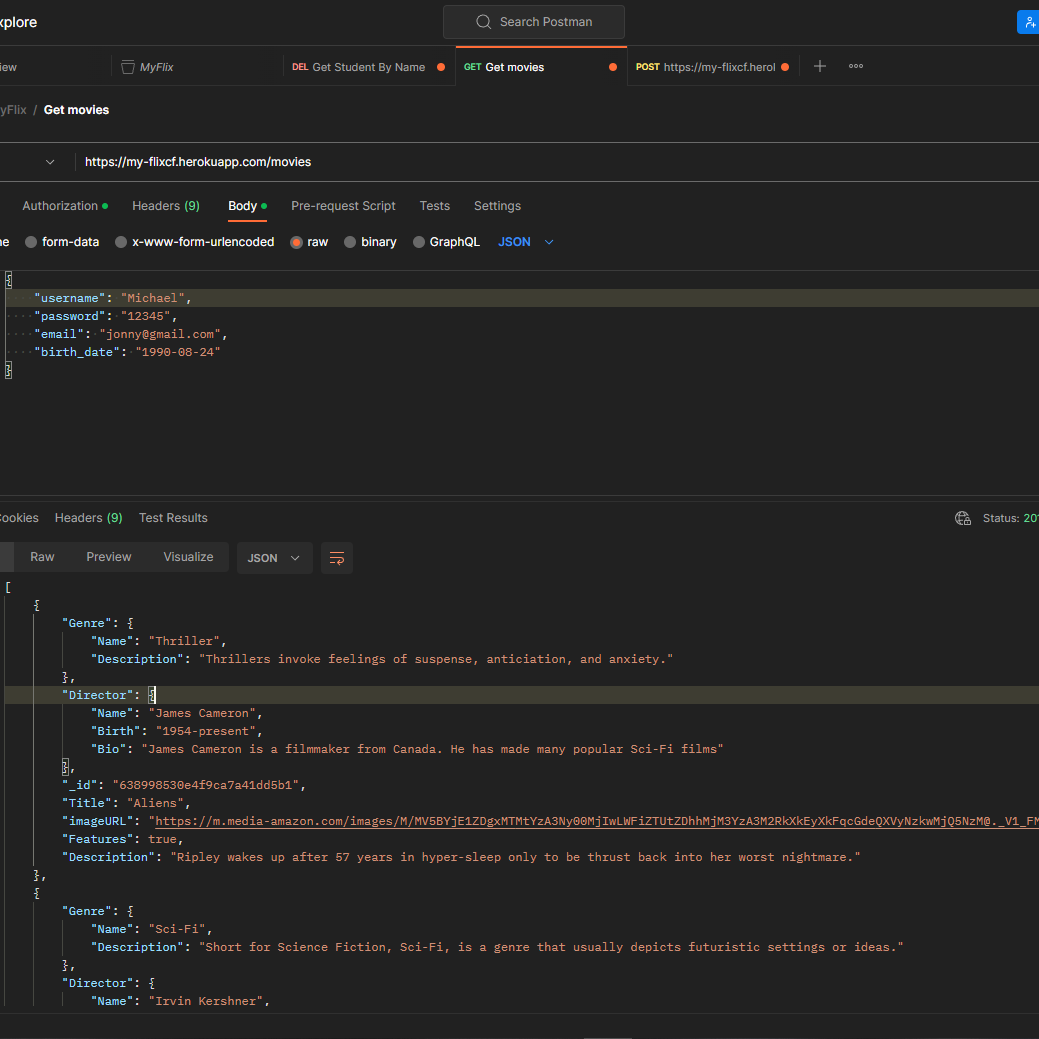 xplore
Search Postman
iew
MyFlix
DEL Get Student By Name
GET Get movies
POST https://my-flixcf.herol
yFlix / Get movies
https://my-flixcf.herokuapp.com/movies
Authorization
Headers (9)
Body
Pre-request Script
Tests
Settings
ne
form-data
x-www-form-urlencoded
raw
binary
GraphQL
JSON
{
"username": "Michael",
"password": "12345",
"email": "jonny@gmail.com",
"birth_date": "1990-08-24"
}
Cookies
Headers (9)
Test Results
Status: 201
Raw
Preview
Visualize
JSON
[
{
"Genre": {
"Name": "Thriller",
"Description": "Thrillers invoke feelings of suspense, anticiation, and anxiety."
},
"Director": {
"Name": "James Cameron",
"Birth": "1954-present",
"Bio": "James Cameron is a filmmaker from Canada. He has made many popular Sci-Fi films"
},
"_id": "638998530e4f9ca7a41dd5b1",
"Title": "Aliens",
"imageURL": "https://m.media-amazon.com/images/M/MV5BYjE1ZDgxMTMtYzA3Ny00MjIwLWFiZTUtZDhhMjM3YzA3M2RkXkEyXkFqcGdeQXVyNzkwMjQ5NzM@._V1_FM
"Features": true,
"Description": "Ripley wakes up after 57 years in hyper-sleep only to be thrust back into her worst nightmare."
},
{
"Genre": {
"Name": "Sci-Fi",
"Description": "Short for Science Fiction, Sci-Fi, is a genre that usually depicts futuristic settings or ideas."
},
"Director": {
"Name": "Irvin Kershner",